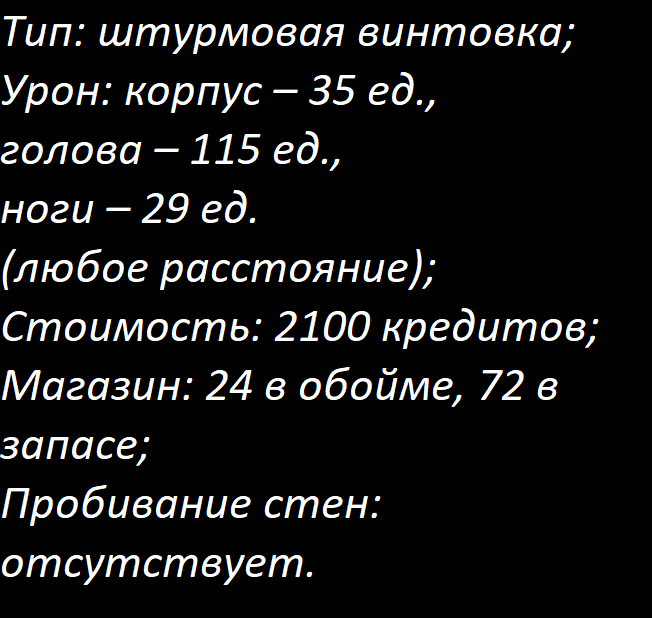 Тип: штурмовая винтовка;
Урон: корпус – 35 ед.,
голова – 115 ед.,
ноги – 29 ед.
(любое расстояние);
Стоимость: 2100 кредитов;
Магазин: 24 в обойме, 72 в
запасе;
Пробивание стен:
отсутствует.